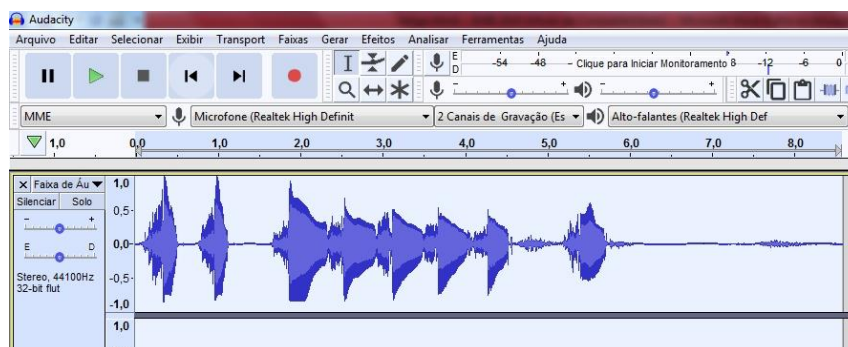 Audacity
Arquivo Editar Selecionar Exibir Transport Faixas Gerar Efeitos Analisar Ferramentas Ajuda
E
D
-54 -48 - Clique para Iniciar Monitoramento 8 -12 -6 0
- + - +
MME Microfone (Realtek High Definit 2 Canais de Gravação (Es Alto-falantes (Realtek High Def
1,0 0,0 1,0 2,0 3,0 4,0 5,0 6,0 7,0 8,0
× Faixa de Áu 1,0
Silenciar Solo
0,5-
- +
E D 0,0-
Stereo, 44100Hz -0,5-
32-bit flut
-1,0
1,0